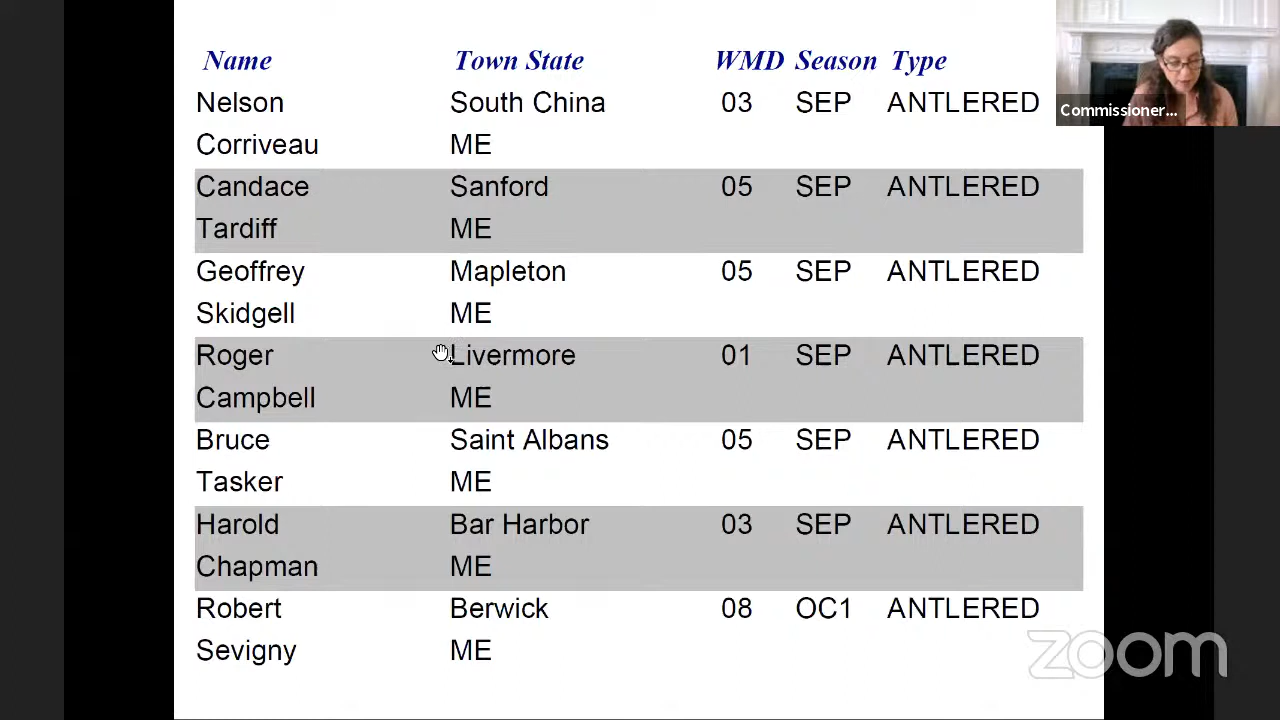 Name Town State WMD Season Type
Nelson South China 03 SEP ANTLERED
Corriveau ME
Candace Sanford 05 SEP ANTLERED
Tardiff ME
Geoffrey Mapleton 05 SEP ANTLERED
Skidgell ME
Roger Livermore 01 SEP ANTLERED
Campbell ME
Bruce Saint Albans 05 SEP ANTLERED
Tasker ME
Harold Bar Harbor 03 SEP ANTLERED
Chapman ME
Robert Berwick 08 OC1 ANTLERED
Sevigny ME
Commissioner...
zoom